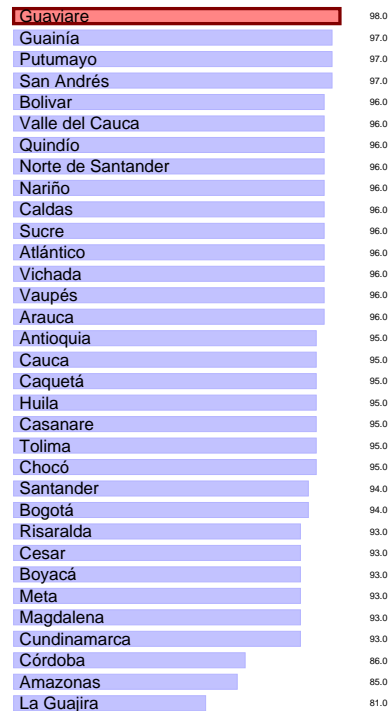 Guaviare 98.0
Guainía 97.0
Putumayo 97.0
San Andrés 97.0
Bolivar 96.0
Valle del Cauca 96.0
Quindío 96.0
Norte de Santander 96.0
Nariño 96.0
Caldas 96.0
Sucre 96.0
Atlántico 96.0
Vichada 96.0
Vaupés 96.0
Arauca 96.0
Antioquia 95.0
Cauca 95.0
Caquetá 95.0
Huila 95.0
Casanare 95.0
Tolima 95.0
Chocó 95.0
Santander 94.0
Bogotá 94.0
Risaralda 93.0
Cesar 93.0
Boyacá 93.0
Meta 93.0
Magdalena 93.0
Cundinamarca 93.0
Córdoba 86.0
Amazonas 85.0
La Guajira 81.0